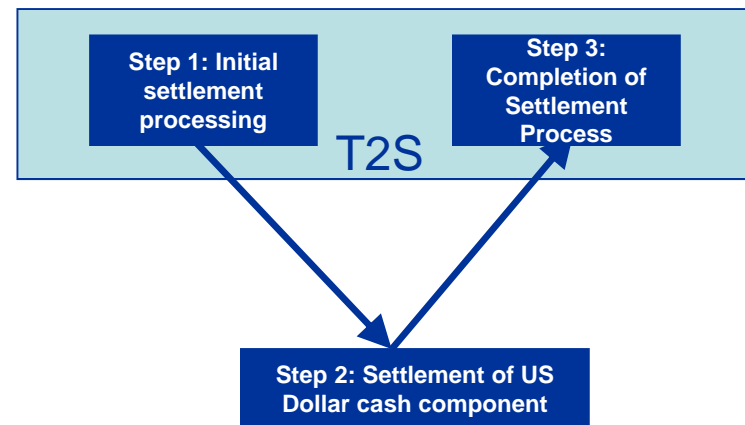 Step 1: Initial
settlement
processing
Step 3:
Completion of
Settlement
Process
T2S
Step 2: Settlement of US
Dollar cash component